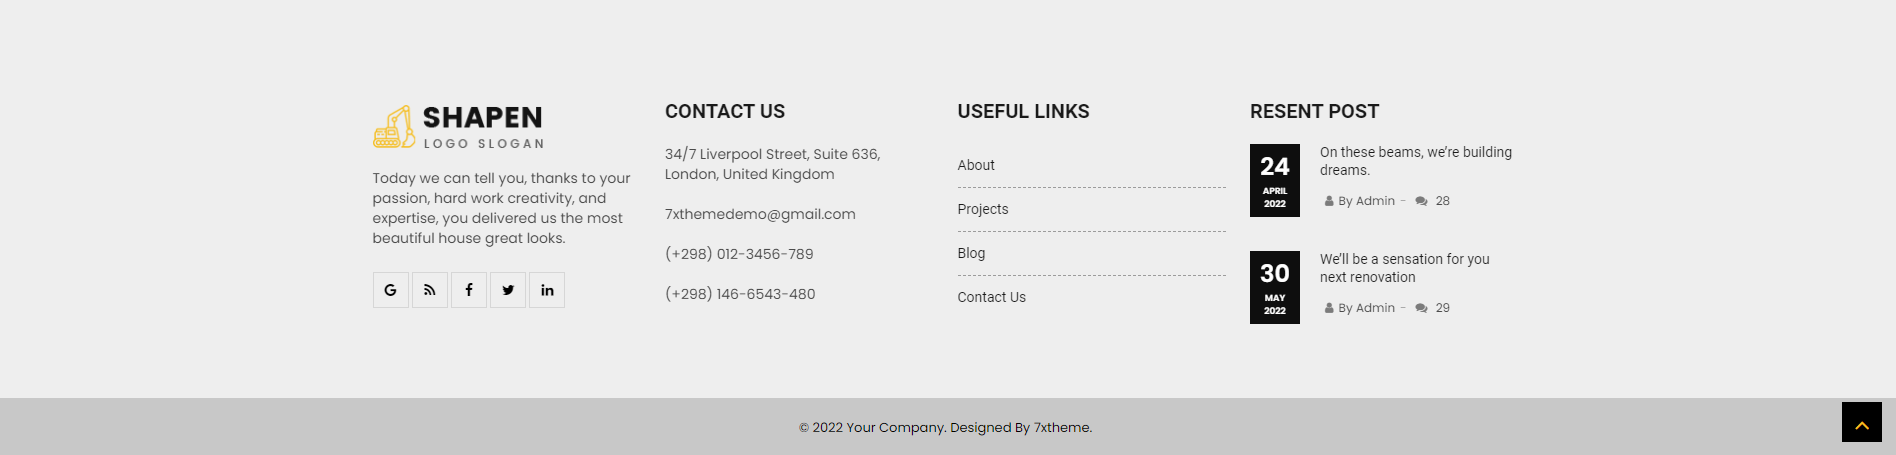 SHAPEN
LOGO SLOGAN
Today we can tell you, thanks to your
passion, hard work creativity, and
expertise, you delivered us the most
beautiful house great looks.
CONTACT US
34/7 Liverpool Street, Suite 636,
London, United Kingdom
7xthemedemo@gmail.com
(+298) 012-3456-789
(+298) 146-6543-480
USEFUL LINKS
About
Projects
Blog
Contact Us
RESENT POST
24
APRIL
2022
On these beams, we’re building
dreams.
By Admin - 28
30
MAY
2022
We’ll be a sensation for you
next renovation
By Admin - 29
© 2022 Your Company. Designed By 7xtheme.